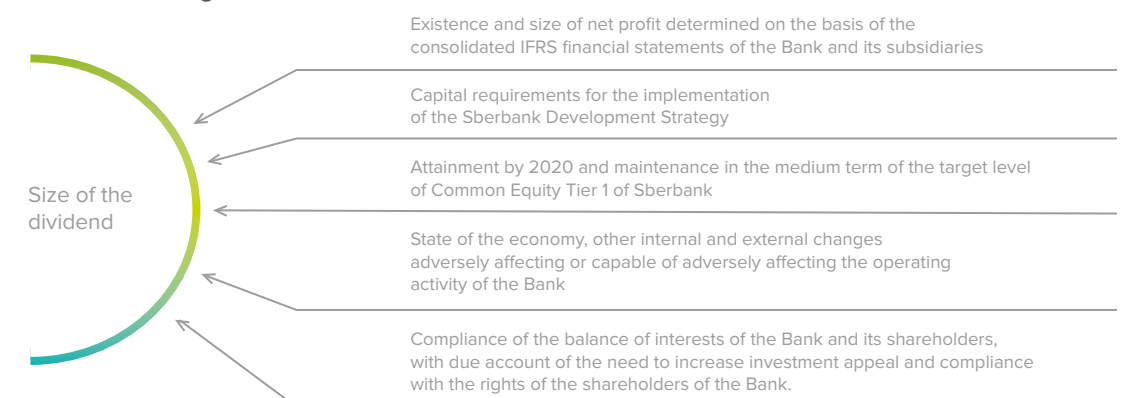 Existence and size of net profit determined on the basis of the
consolidated IFRS financial statements of the Bank and its subsidiaries
Capital requirements for the implementation
of the Sberbank Development Strategy
Attainment by 2020 and maintenance in the medium term of the target level
of Common Equity Tier 1 of Sberbank
Size of the
dividend
State of the economy, other internal and external changes
adversely affecting or capable of adversely affecting the operating
activity of the Bank
Compliance of the balance of interests of the Bank and its shareholders,
with due account of the need to increase investment appeal and compliance
with the rights of the shareholders of the Bank.